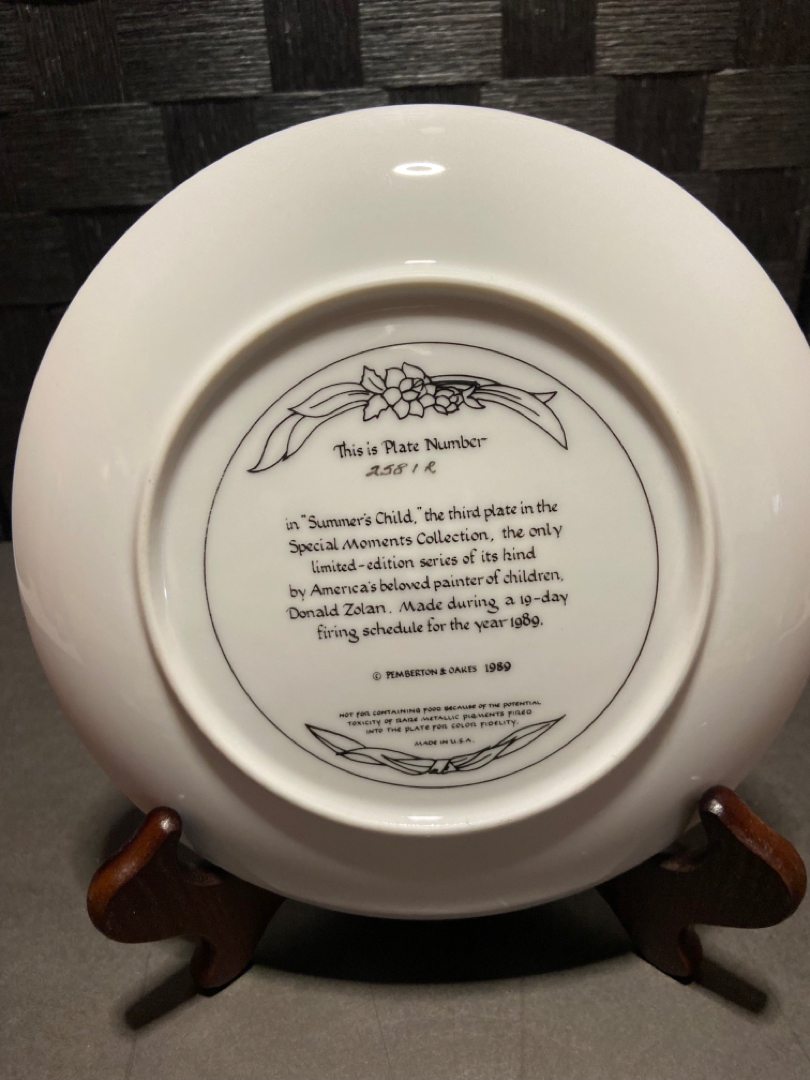 This is Plate Number
2581R
in "Summer's Child," the third plate in the
Special Moments Collection, the only
limited-edition series of its kind
by America's beloved painter of children,
Donald Zolan. Made during a 19-day
firing schedule for the year 1989.
© PEMBERTON & OAKES 1989
NOT FOR CONTAINING FOOD BECAUSE OF THE POTENTIAL
TOXICITY OF RARE METALLIC PIGMENTS FIRED
INTO THE PLATE FOR COLOR FIDELITY.
MADE IN U.S.A.